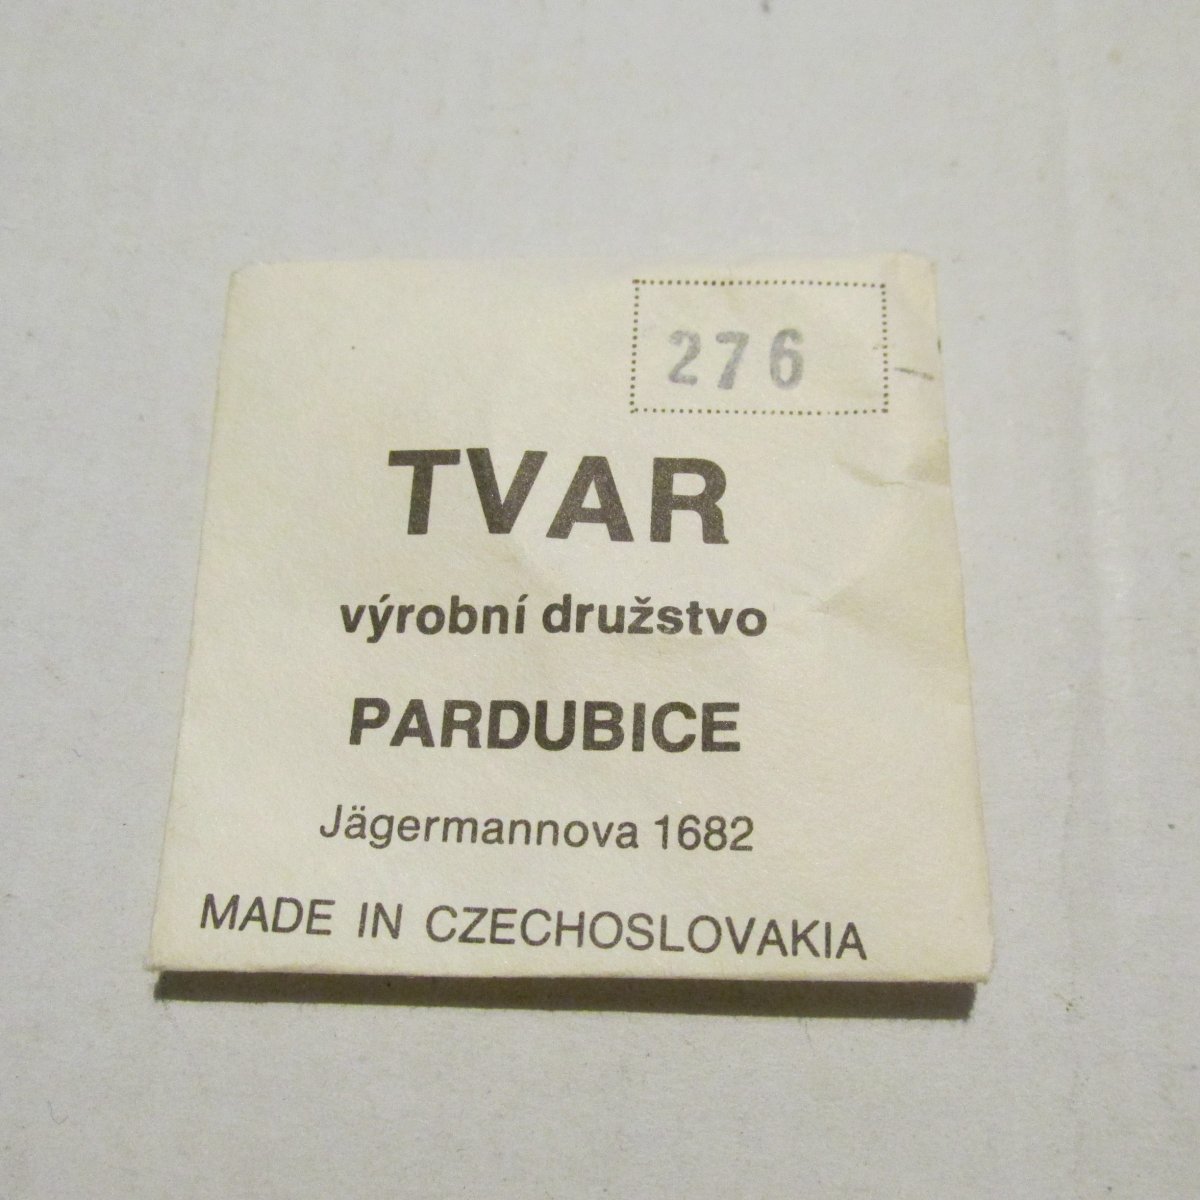 276
TVAR
výrobní družstvo
PARDUBICE
Jägermannova 1682
MADE IN CZECHOSLOVAKIA